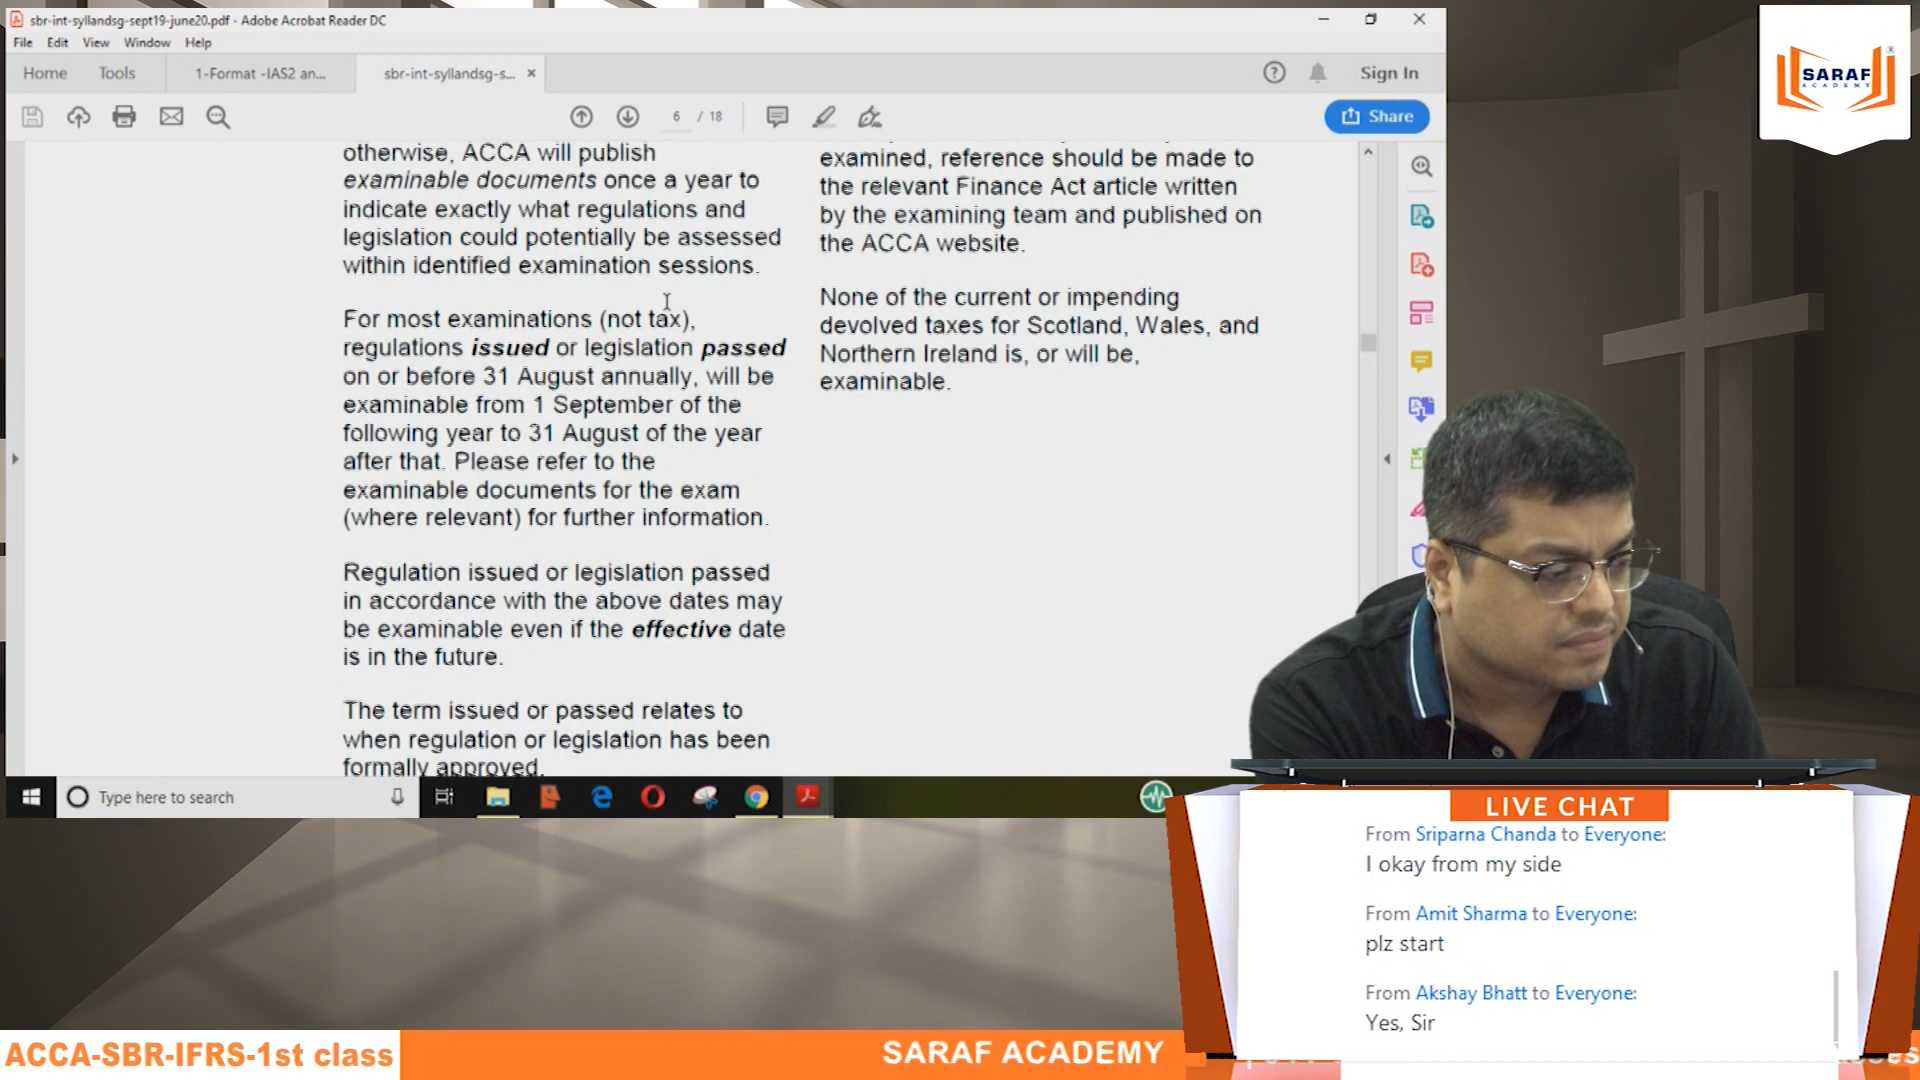 sbr-int-syllandsg-sept19-june20.pdf - Adobe Acrobat Reader DC
File Edit View Window Help
Home Tools 1-Format -IAS2 an... sbr-int-syllandsg-s... ×
Sign In
6 / 18
Share
otherwise, ACCA will publish
examinable documents once a year to
indicate exactly what regulations and
legislation could potentially be assessed
within identified examination sessions.
For most examinations (not tax),
regulations issued or legislation passed
on or before 31 August annually, will be
examinable from 1 September of the
following year to 31 August of the year
after that. Please refer to the
examinable documents for the exam
(where relevant) for further information.
Regulation issued or legislation passed
in accordance with the above dates may
be examinable even if the effective date
is in the future.
The term issued or passed relates to
when regulation or legislation has been
formally approved.
examined, reference should be made to
the relevant Finance Act article written
by the examining team and published on
the ACCA website.
None of the current or impending
devolved taxes for Scotland, Wales, and
Northern Ireland is, or will be,
examinable.
SARAF
ACADEMY
Type here to search
LIVE CHAT
From Sriparna Chanda to Everyone:
I okay from my side
From Amit Sharma to Everyone:
plz start
From Akshay Bhatt to Everyone:
Yes, Sir
ACCA-SBR-IFRS-1st class
SARAF ACADEMY